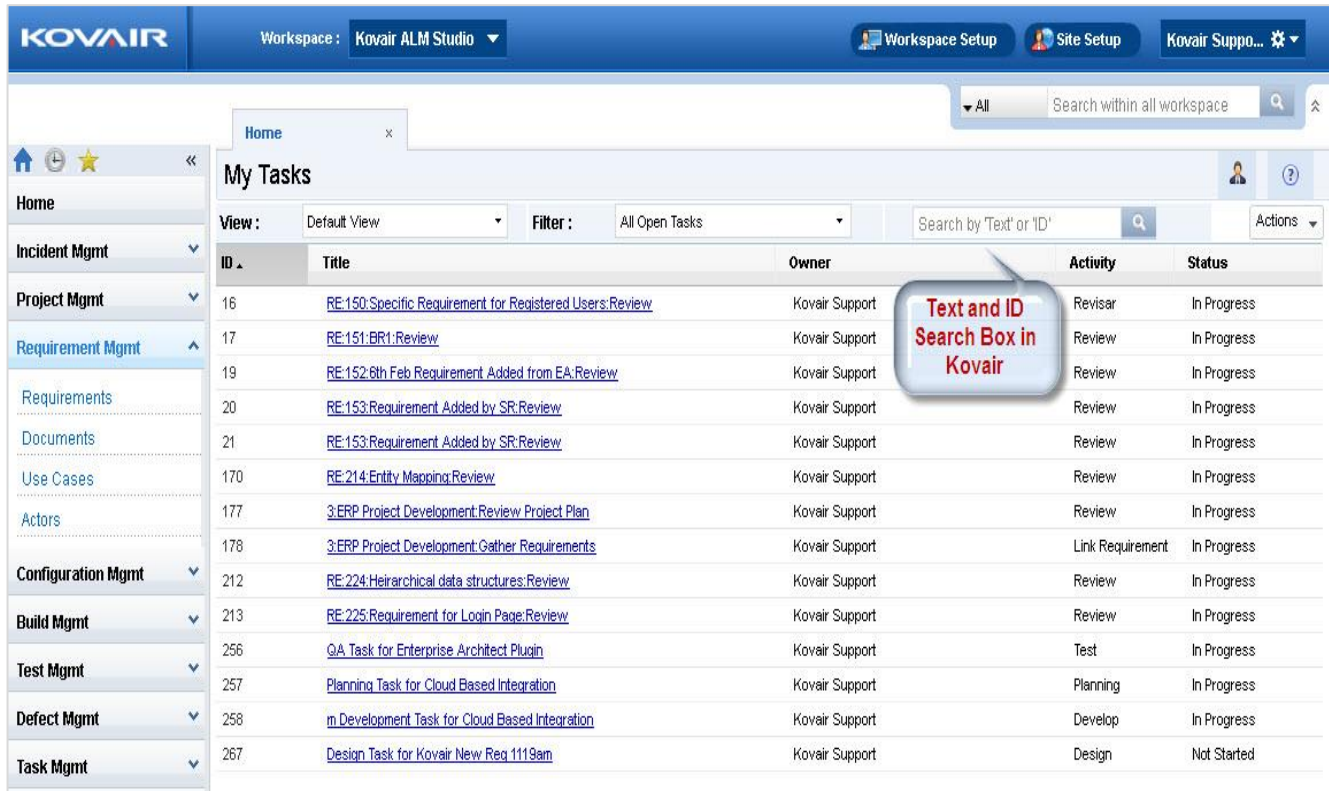 KOVAIR Workspace : Kovair ALM Studio Workspace Setup Site Setup Kovair Suppo...
All Search within all workspace
Home x
My Tasks
Home
Incident Mgmt
Project Mgmt
Requirement Mgmt
Requirements
Documents
Use Cases
Actors
Configuration Mgmt
Build Mgmt
Test Mgmt
Defect Mgmt
Task Mgmt
View : Default View Filter : All Open Tasks Search by 'Text' or 'ID' Actions
ID Title Owner Activity Status
16 RE:150:Specific Requirement for Registered Users:Review Kovair Support Revisar In Progress
17 RE:151:BR1:Review Kovair Support Review In Progress
19 RE:152:6th Feb Requirement Added from EA:Review Kovair Support Review In Progress
20 RE:153:Requirement Added by SR:Review Kovair Support Review In Progress
21 RE:153:Requirement Added by SR:Review Kovair Support Review In Progress
170 RE:214:Entity Mapping:Review Kovair Support Review In Progress
177 3:ERP Project Development:Review Project Plan Kovair Support Review In Progress
178 3:ERP Project Development:Gather Requirements Kovair Support Link Requirement In Progress
212 RE:224:Heirarchical data structures:Review Kovair Support Review In Progress
213 RE:225:Requirement for Login Page:Review Kovair Support Review In Progress
256 QA Task for Enterprise Architect Plugin Kovair Support Test In Progress
257 Planning Task for Cloud Based Integration Kovair Support Planning In Progress
258 m Development Task for Cloud Based Integration Kovair Support Develop In Progress
267 Design Task for Kovair New Req 1119am Kovair Support Design Not Started
Text and ID
Search Box in
Kovair